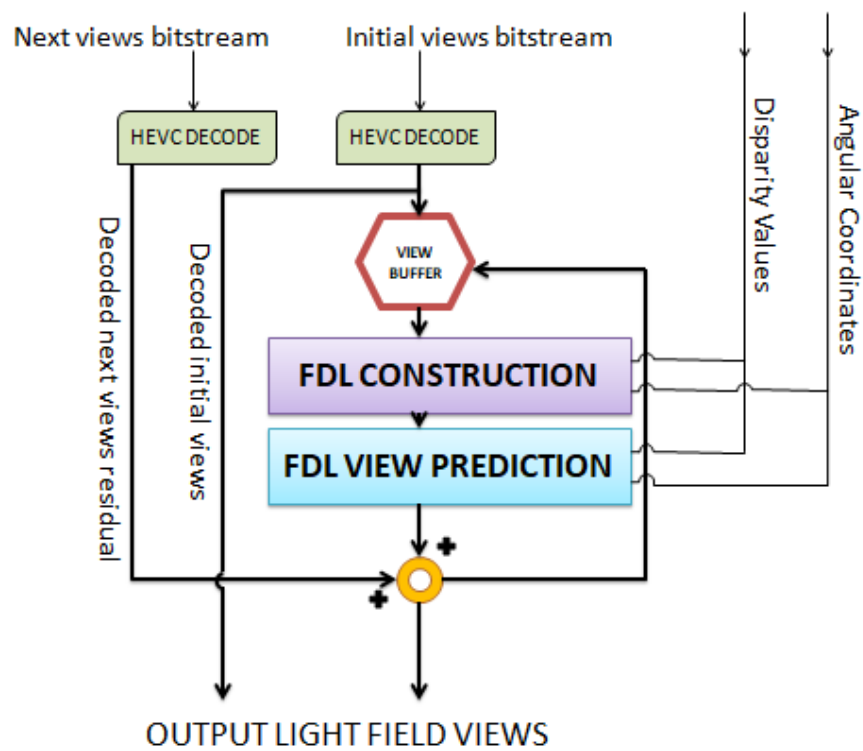 Next views bitstream
Initial views bitstream
HEVC DECODE
HEVC DECODE
Disparity Values
Angular Coordinates
Decoded next views residual
Decoded initial views
VIEW
BUFFER
FDL CONSTRUCTION
FDL VIEW PREDICTION
OUTPUT LIGHT FIELD VIEWS